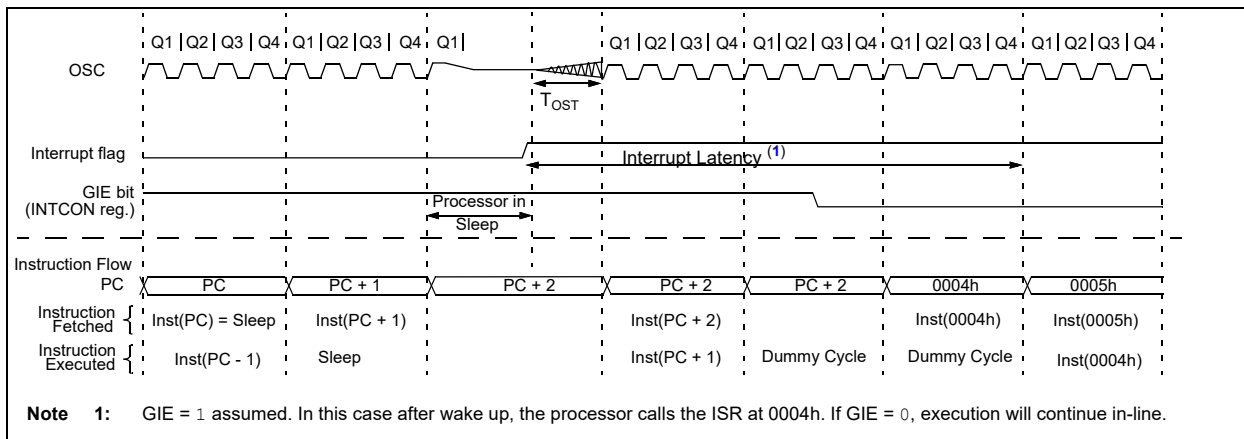 Q1 | Q2 | Q3 | Q4 Q1 | Q2 | Q3 | Q4 Q1 | Q1 | Q2 | Q3 | Q4 Q1 | Q2 | Q3 | Q4 Q1 | Q2 | Q3 | Q4 Q1 | Q2 | Q3 | Q4
OSC
TOST
Interrupt flag
Interrupt Latency (1)
GIE bit
(INTCON reg.)
Processor in
Sleep
Instruction Flow
PC PC PC + 1 PC + 2 PC + 2 PC + 2 0004h 0005h
Instruction
Fetched { Inst(PC) = Sleep Inst(PC + 1) Inst(PC + 2) Inst(0004h) Inst(0005h)
Instruction
Executed { Inst(PC - 1) Sleep Inst(PC + 1) Dummy Cycle Dummy Cycle Inst(0004h)
Note 1: GIE = 1 assumed. In this case after wake up, the processor calls the ISR at 0004h. If GIE = 0, execution will continue in-line.